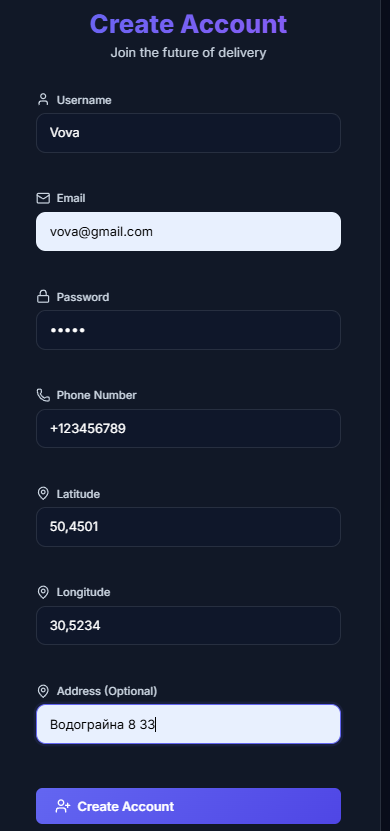 Create Account
Join the future of delivery
Username
Vova
Email
vova@gmail.com
Password
•••••
Phone Number
+123456789
Latitude
50,4501
Longitude
30,5234
Address (Optional)
Водограйна 8 33
Create Account